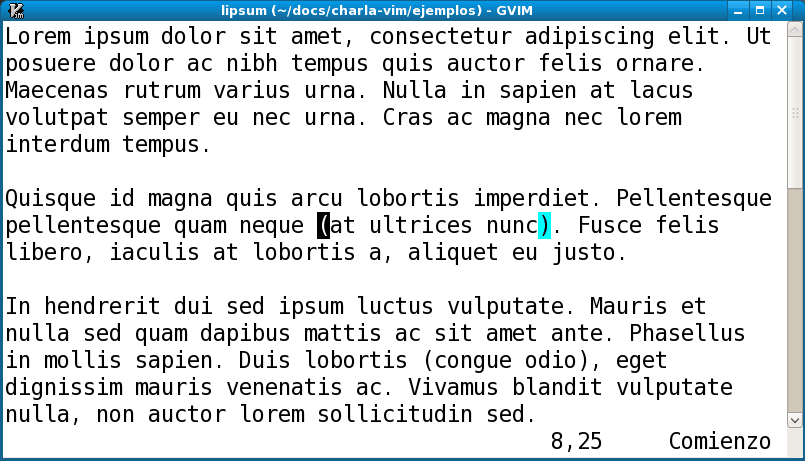 lipsum (~/docs/charla-vim/ejemplos) - GVIM
Lorem ipsum dolor sit amet, consectetur adipiscing elit. Ut
posuere dolor ac nibh tempus quis auctor felis ornare.
Maecenas rutrum varius urna. Nulla in sapien at lacus
volutpat semper eu nec urna. Cras ac magna nec lorem
interdum tempus.
Quisque id magna quis arcu lobortis imperdiet. Pellentesque
pellentesque quam neque (at ultrices nunc). Fusce felis
libero, iaculis at lobortis a, aliquet eu justo.
In hendrerit dui sed ipsum luctus vulputate. Mauris et
nulla sed quam dapibus mattis ac sit amet ante. Phasellus
in mollis sapien. Duis lobortis (congue odio), eget
dignissim mauris venenatis ac. Vivamus blandit vulputate
nulla, non auctor lorem sollicitudin sed.
8,25 Comienzo